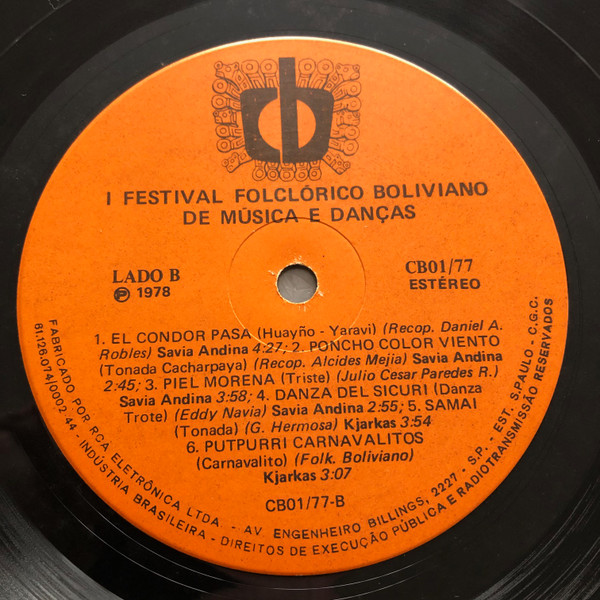 cb
I FESTIVAL FOLCLÓRICO BOLIVIANO
DE MÚSICA E DANÇAS
LADO B
Ⓟ 1978
CB01/77
ESTÉREO
1. EL CONDOR PASA (Huayño - Yaravi) (Recop. Daniel A.
Robles) Savia Andina 4:27; 2. PONCHO COLOR VIENTO
(Tonada Cacharpaya) (Recop. Alcides Mejia) Savia Andina
2:45; 3. PIEL MORENA (Triste) (Julio Cesar Paredes R.)
Savia Andina 3:58; 4. DANZA DEL SICURI (Danza
Trote) (Eddy Navia) Savia Andina 2:55; 5. SAMAI
(Tonada) (G. Hermosa) Kjarkas 3:54
6. PUTPURRI CARNAVALITOS
(Carnavalito) (Folk. Boliviano)
Kjarkas 3:07
CB01/77-B
FABRICADO POR RCA ELETRÔNICA LTDA. - AV. ENGENHEIRO BILLINGS, 2227 - S.P. - EST. S.PAULO - C.G.C.
61.126.074/0002-44 - INDÚSTRIA BRASILEIRA - DIREITOS DE EXECUÇÃO PÚBLICA E RADIOTRANSMISSÃO RESERVADOS